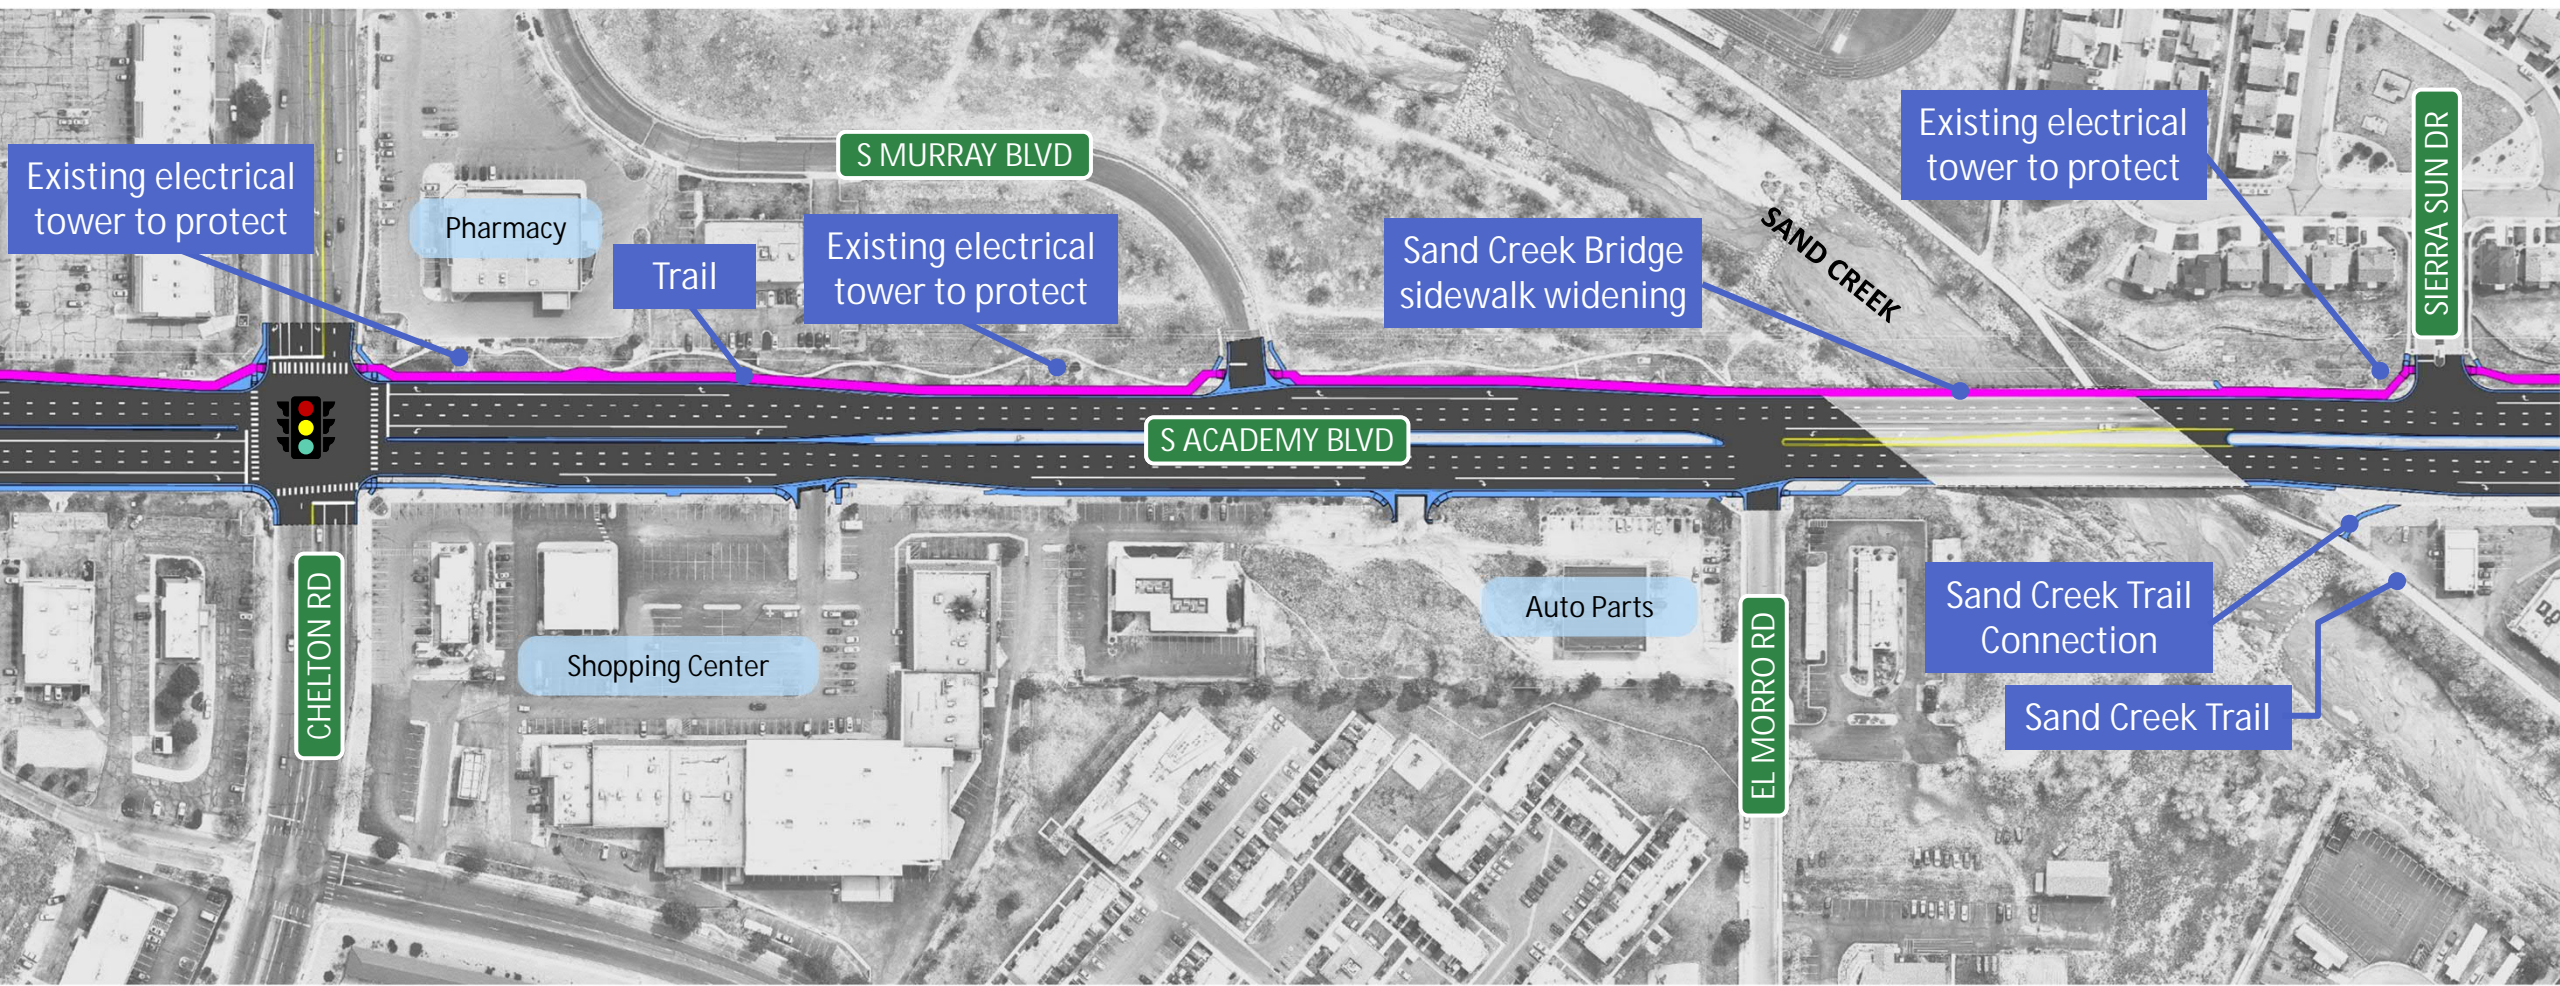 Existing electrical
tower to protect
Pharmacy
S MURRAY BLVD
Trail
Existing electrical
tower to protect
Sand Creek Bridge
sidewalk widening
SAND CREEK
Existing electrical
tower to protect
SIERRA SUN DR
S ACADEMY BLVD
CHELTON RD
Shopping Center
Auto Parts
EL MORRO RD
Sand Creek Trail
Connection
Sand Creek Trail